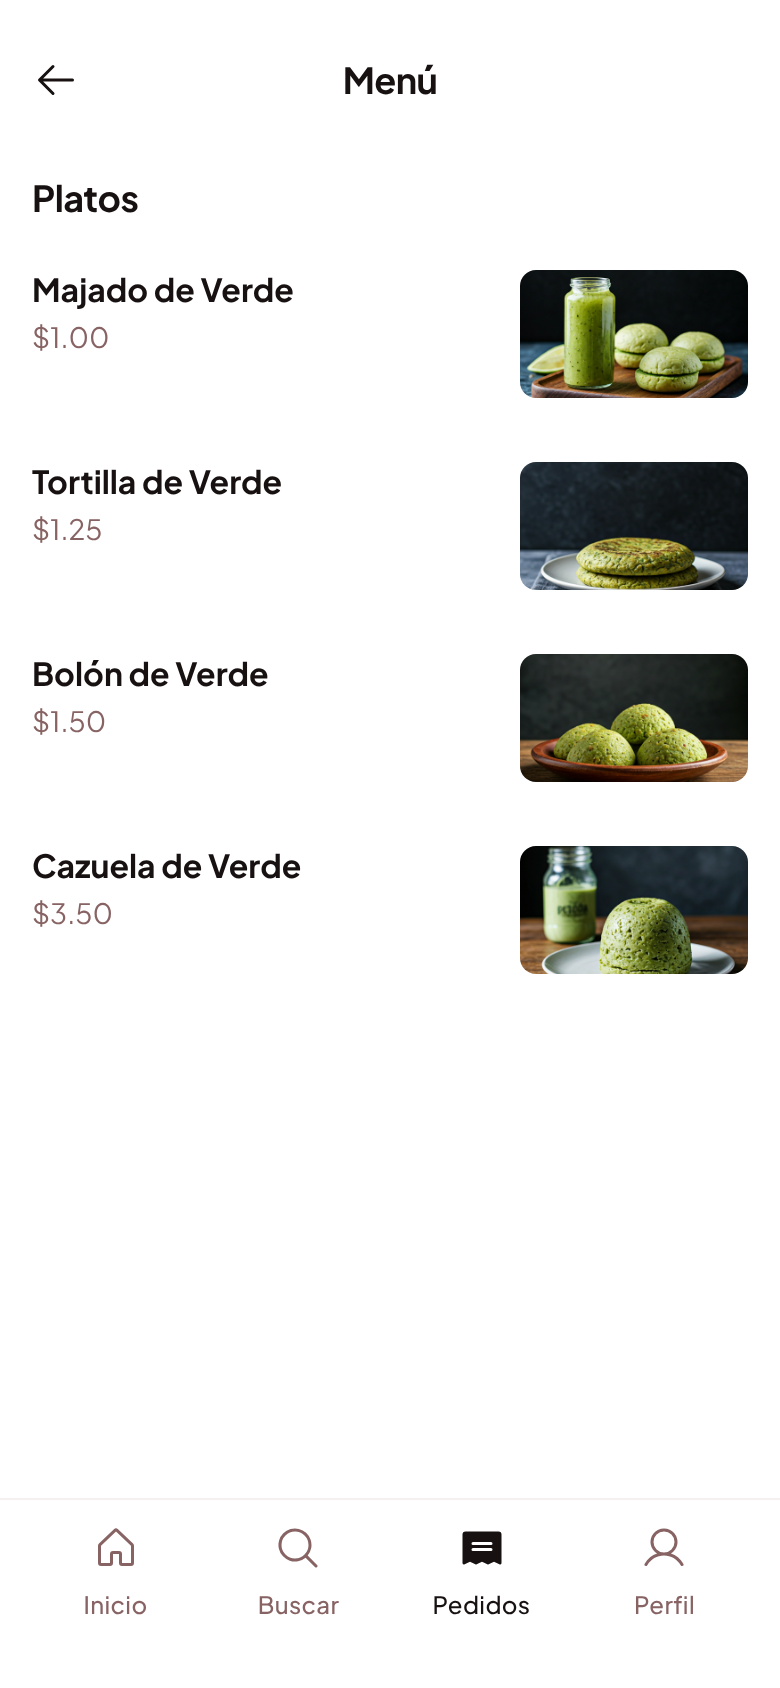 Menú
Platos
Majado de Verde
$1.00
Tortilla de Verde
$1.25
Bolón de Verde
$1.50
Cazuela de Verde
$3.50
Inicio
Buscar
Pedidos
Perfil